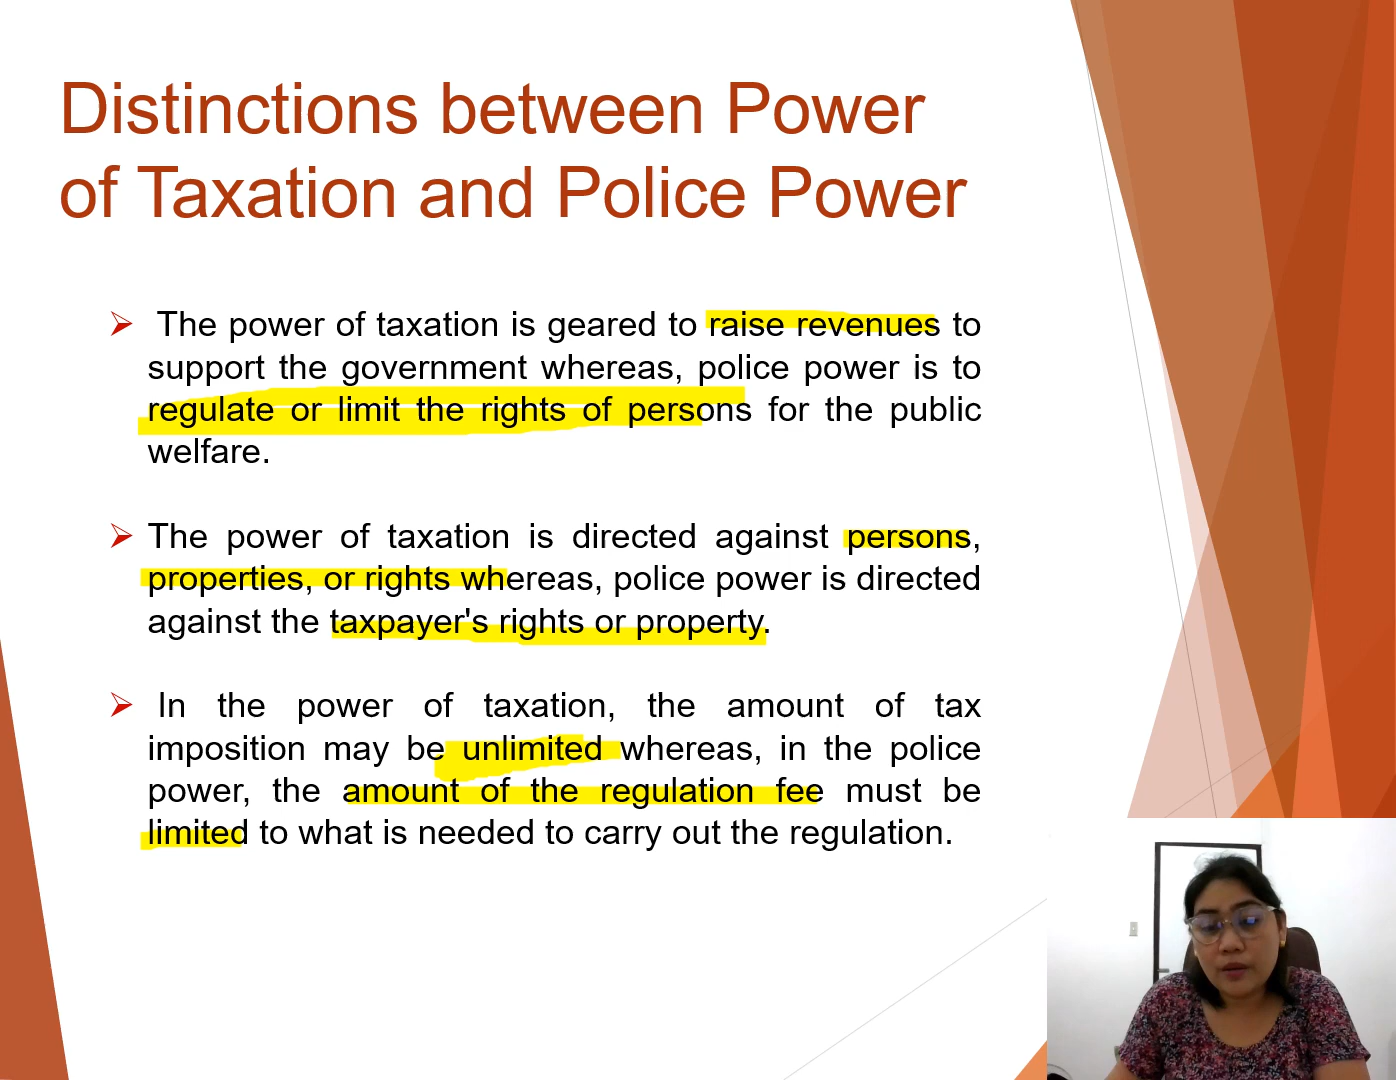 Distinctions between Power
of Taxation and Police Power
The power of taxation is geared to raise revenues to
support the government whereas, police power is to
regulate or limit the rights of persons for the public
welfare.
The power of taxation is directed against persons,
properties, or rights whereas, police power is directed
against the taxpayer's rights or property.
In the power of taxation, the amount of tax
imposition may be unlimited whereas, in the police
power, the amount of the regulation fee must be
limited to what is needed to carry out the regulation.